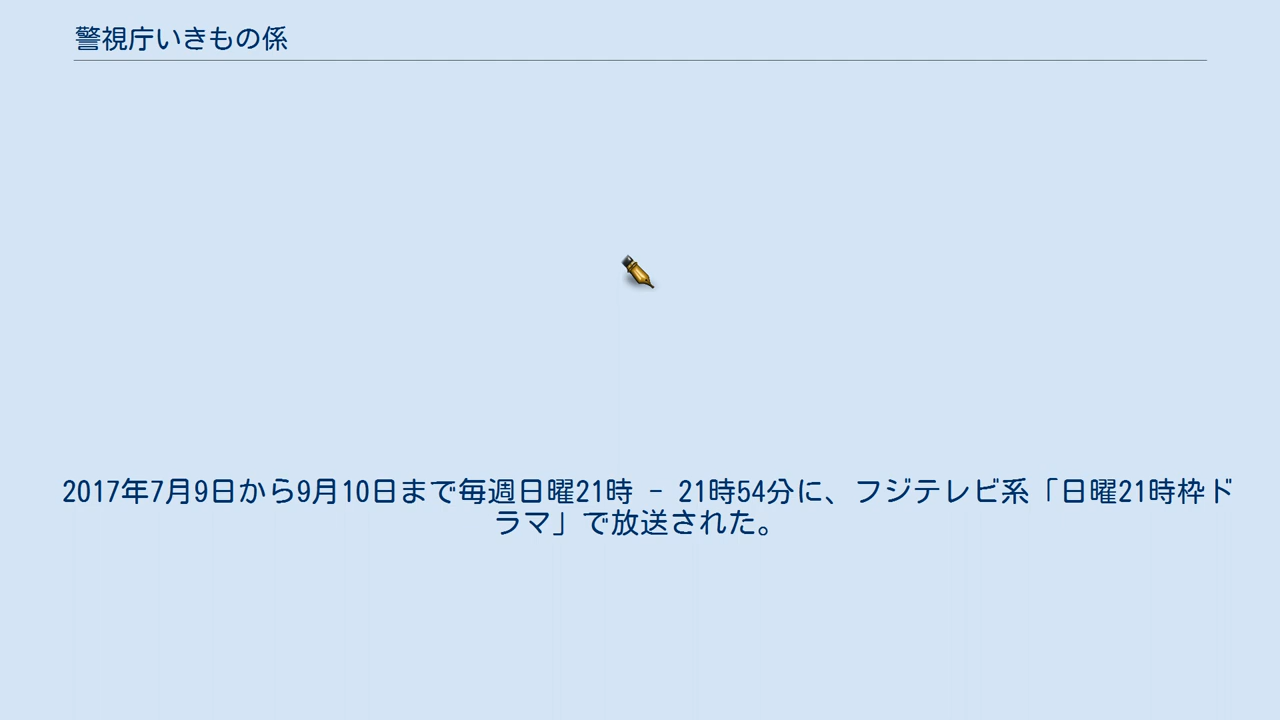 警視庁いきもの係
2017年7月9日から9月10日まで毎週日曜21時 - 21時54分に、フジテレビ系「日曜21時枠ド
ラマ」で放送された。